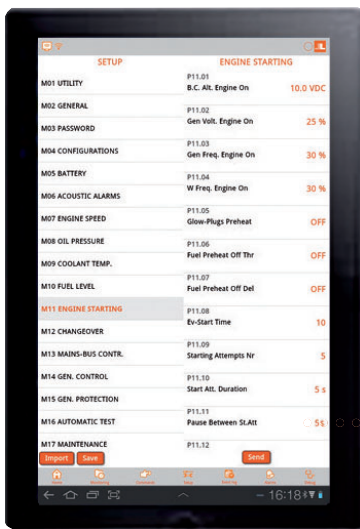 SETUP
ENGINE STARTING
M01 UTILITY
M02 GENERAL
M03 PASSWORD
M04 CONFIGURATIONS
M05 BATTERY
M06 ACOUSTIC ALARMS
M07 ENGINE SPEED
M08 OIL PRESSURE
M09 COOLANT TEMP.
M10 FUEL LEVEL
M11 ENGINE STARTING
M12 CHANGEOVER
M13 MAINS-BUS CONTR.
M14 GEN. CONTROL
M15 GEN. PROTECTION
M16 AUTOMATIC TEST
M17 MAINTENANCE
P11.01
B.C. Alt. Engine On 10.0 VDC
P11.02
Gen Volt. Engine On 25 %
P11.03
Gen Freq. Engine On 30 %
P11.04
W Freq. Engine On 30 %
P11.05
Glow-Plugs Preheat OFF
P11.06
Fuel Preheat Off Thr OFF
P11.07
Fuel Preheat Off Del OFF
P11.08
Ev-Start Time 10
P11.09
Starting Attempts Nr 5
P11.10
Start Att. Duration 5 s
P11.11
Pause Between St.Att 5s
P11.12
Import Save
Send
16:18